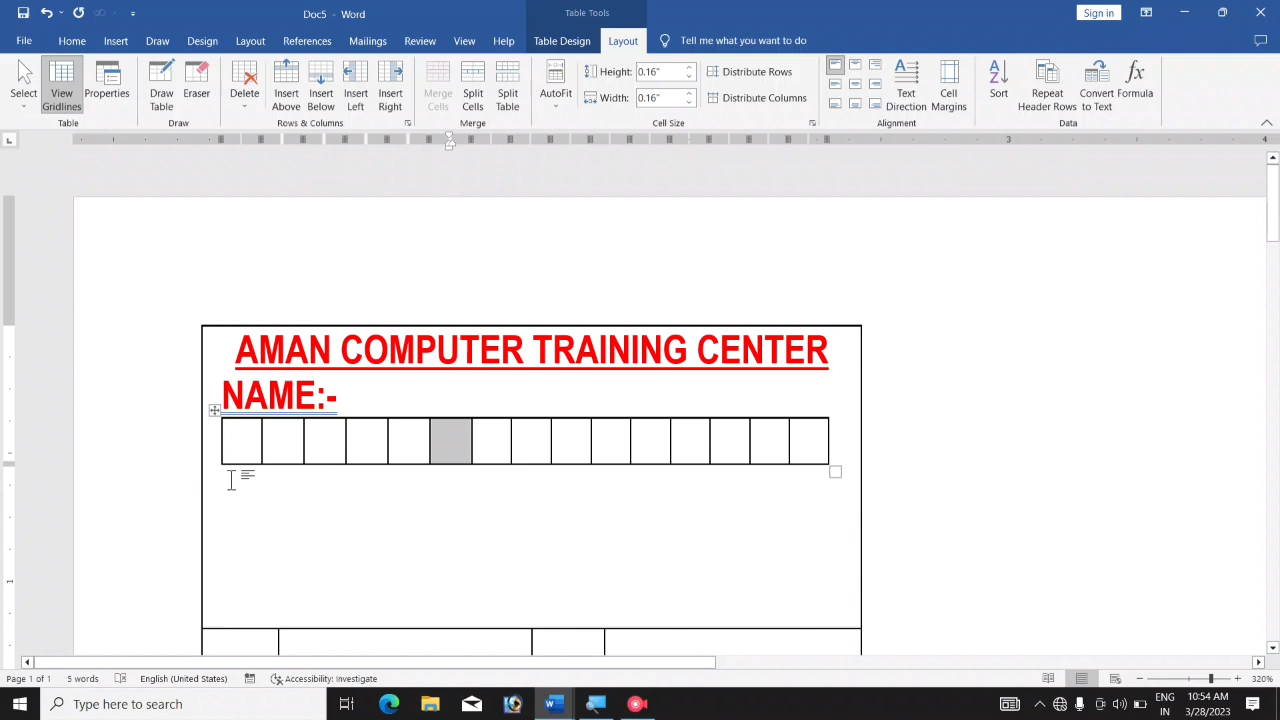 Doc5 - Word
Table Tools
Sign in
File
Home
Insert
Draw
Design
Layout
References
Mailings
Review
View
Help
Table Design
Layout
Tell me what you want to do
Select
View
Gridlines
Properties
Draw
Table
Eraser
Delete
Insert
Above
Insert
Below
Insert
Left
Insert
Right
Merge
Cells
Split
Cells
Split
Table
AutoFit
Height: 0.16"
Width: 0.16"
Distribute Rows
Distribute Columns
Text
Direction
Cell
Margins
Sort
Repeat
Header Rows
Convert
to Text
Formula
Table
Draw
Rows & Columns
Merge
Cell Size
Alignment
Data
3
4
AMAN COMPUTER TRAINING CENTER
NAME:-
1
Page 1 of 1
5 words
English (United States)
Accessibility: Investigate
320%
Type here to search
ENG
IN
10:54 AM
3/28/2023